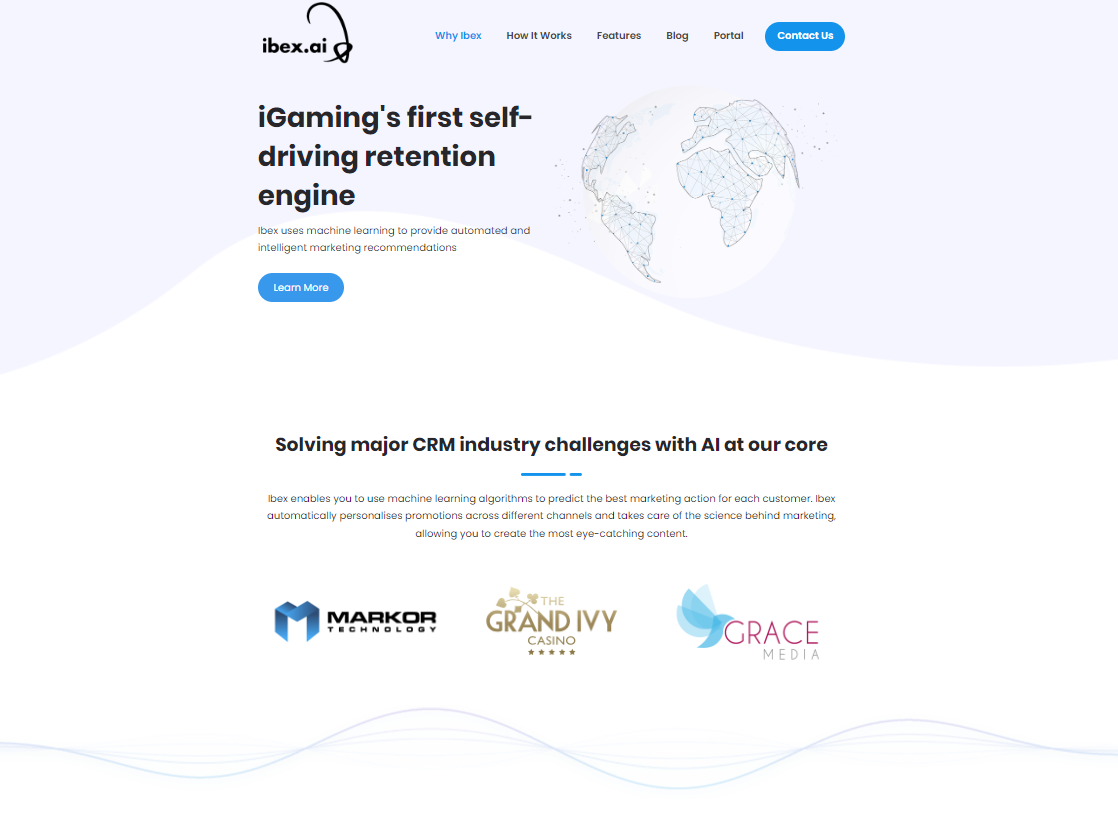 ibex.ai
Why Ibex
How It Works
Features
Blog
Portal
Contact Us
iGaming's first self-
driving retention
engine
Ibex uses machine learning to provide automated and
intelligent marketing recommendations
Learn More
Solving major CRM industry challenges with AI at our core
Ibex enables you to use machine learning algorithms to predict the best marketing action for each customer. Ibex
automatically personalises promotions across different channels and takes care of the science behind marketing,
allowing you to create the most eye-catching content.
MARKOR
TECHNOLOGY
THE
GRAND IVY
CASINO
GRACE
MEDIA